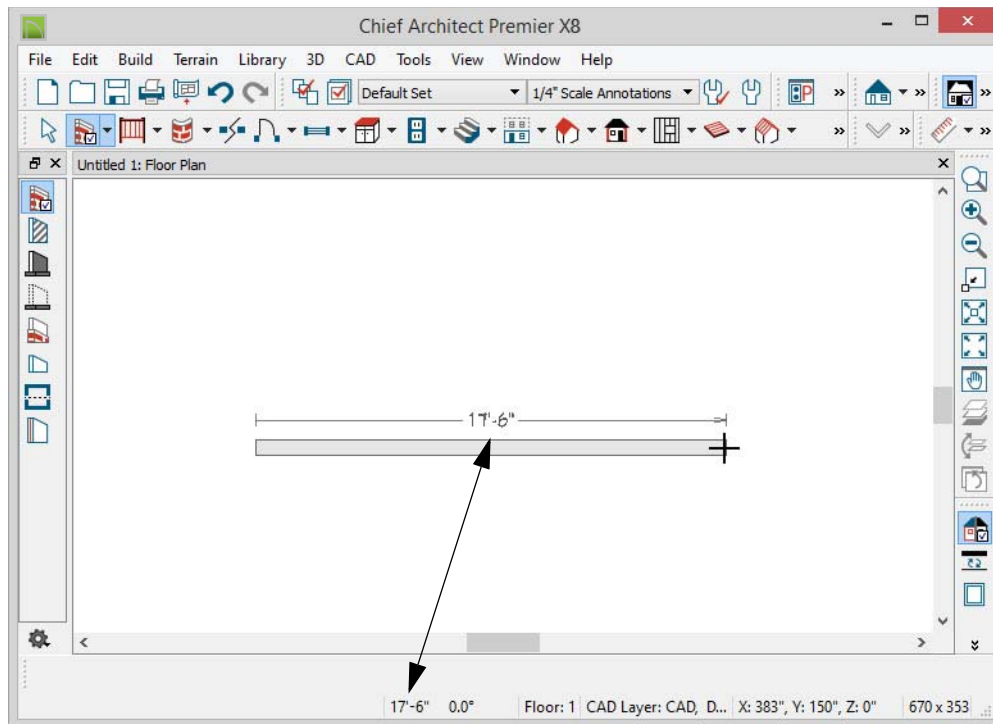 Chief Architect Premier X8
File Edit Build Terrain Library 3D CAD Tools View Window Help
Default Set 1/4" Scale Annotations P »  »  »
» » »
Untitled 1: Floor Plan
17'-6"
17'-6" 0.0° Floor: 1 CAD Layer: CAD, D... X: 383", Y: 150", Z: 0" 670 x 353